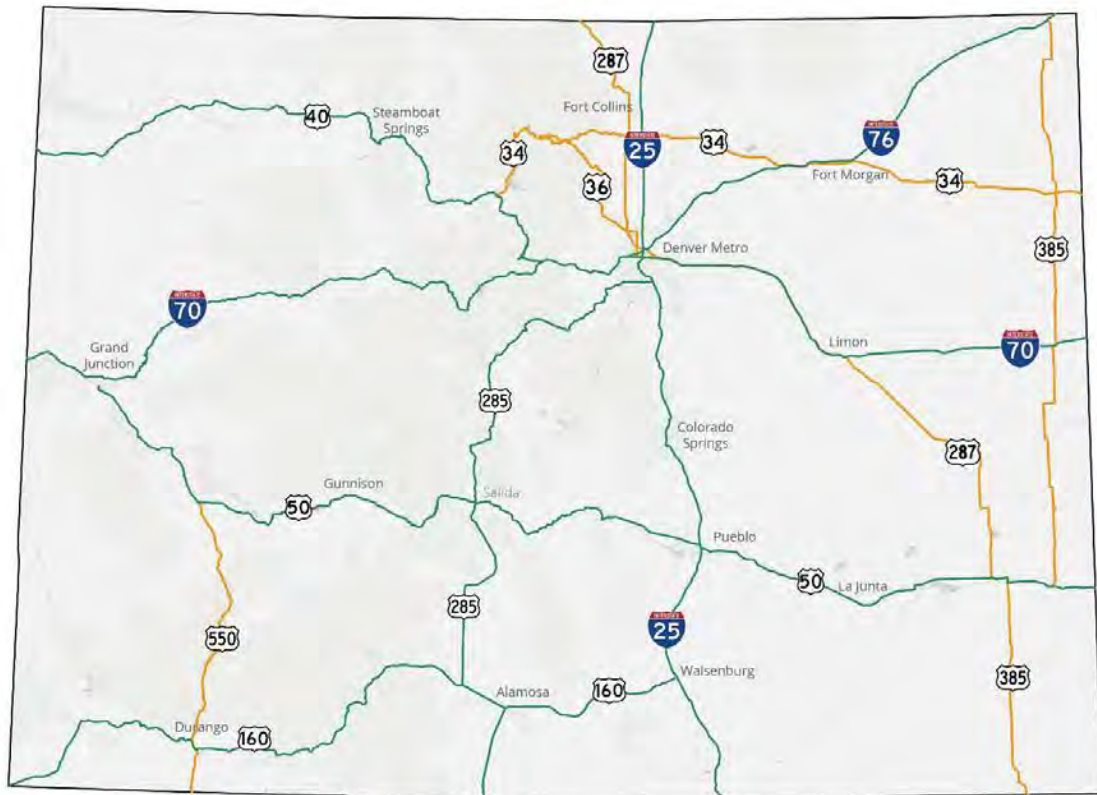 287
Fort Collins
Steamboat
Springs
40
25
34
76
34
36
Fort Morgan
34
Denver Metro
385
70
Grand
Junction
Limon
70
285
Colorado
Springs
287
Gunnison
Salida
50
Pueblo
50
La Junta
285
25
550
Walsenburg
385
Alamosa
160
Durango
160